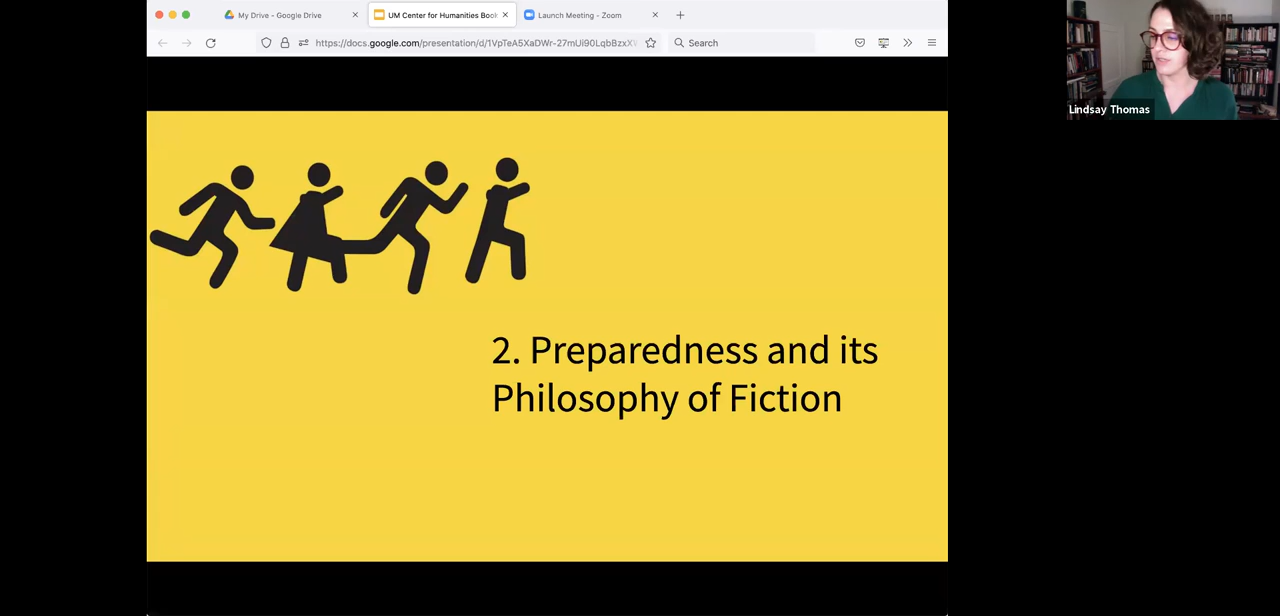 My Drive - Google Drive
UM Center for Humanities Book
Launch Meeting - Zoom
https://docs.google.com/presentation/d/1VpTeA5XaDWr-27mUi90LqbBzxX
Search
Lindsay Thomas
2. Preparedness and its
Philosophy of Fiction